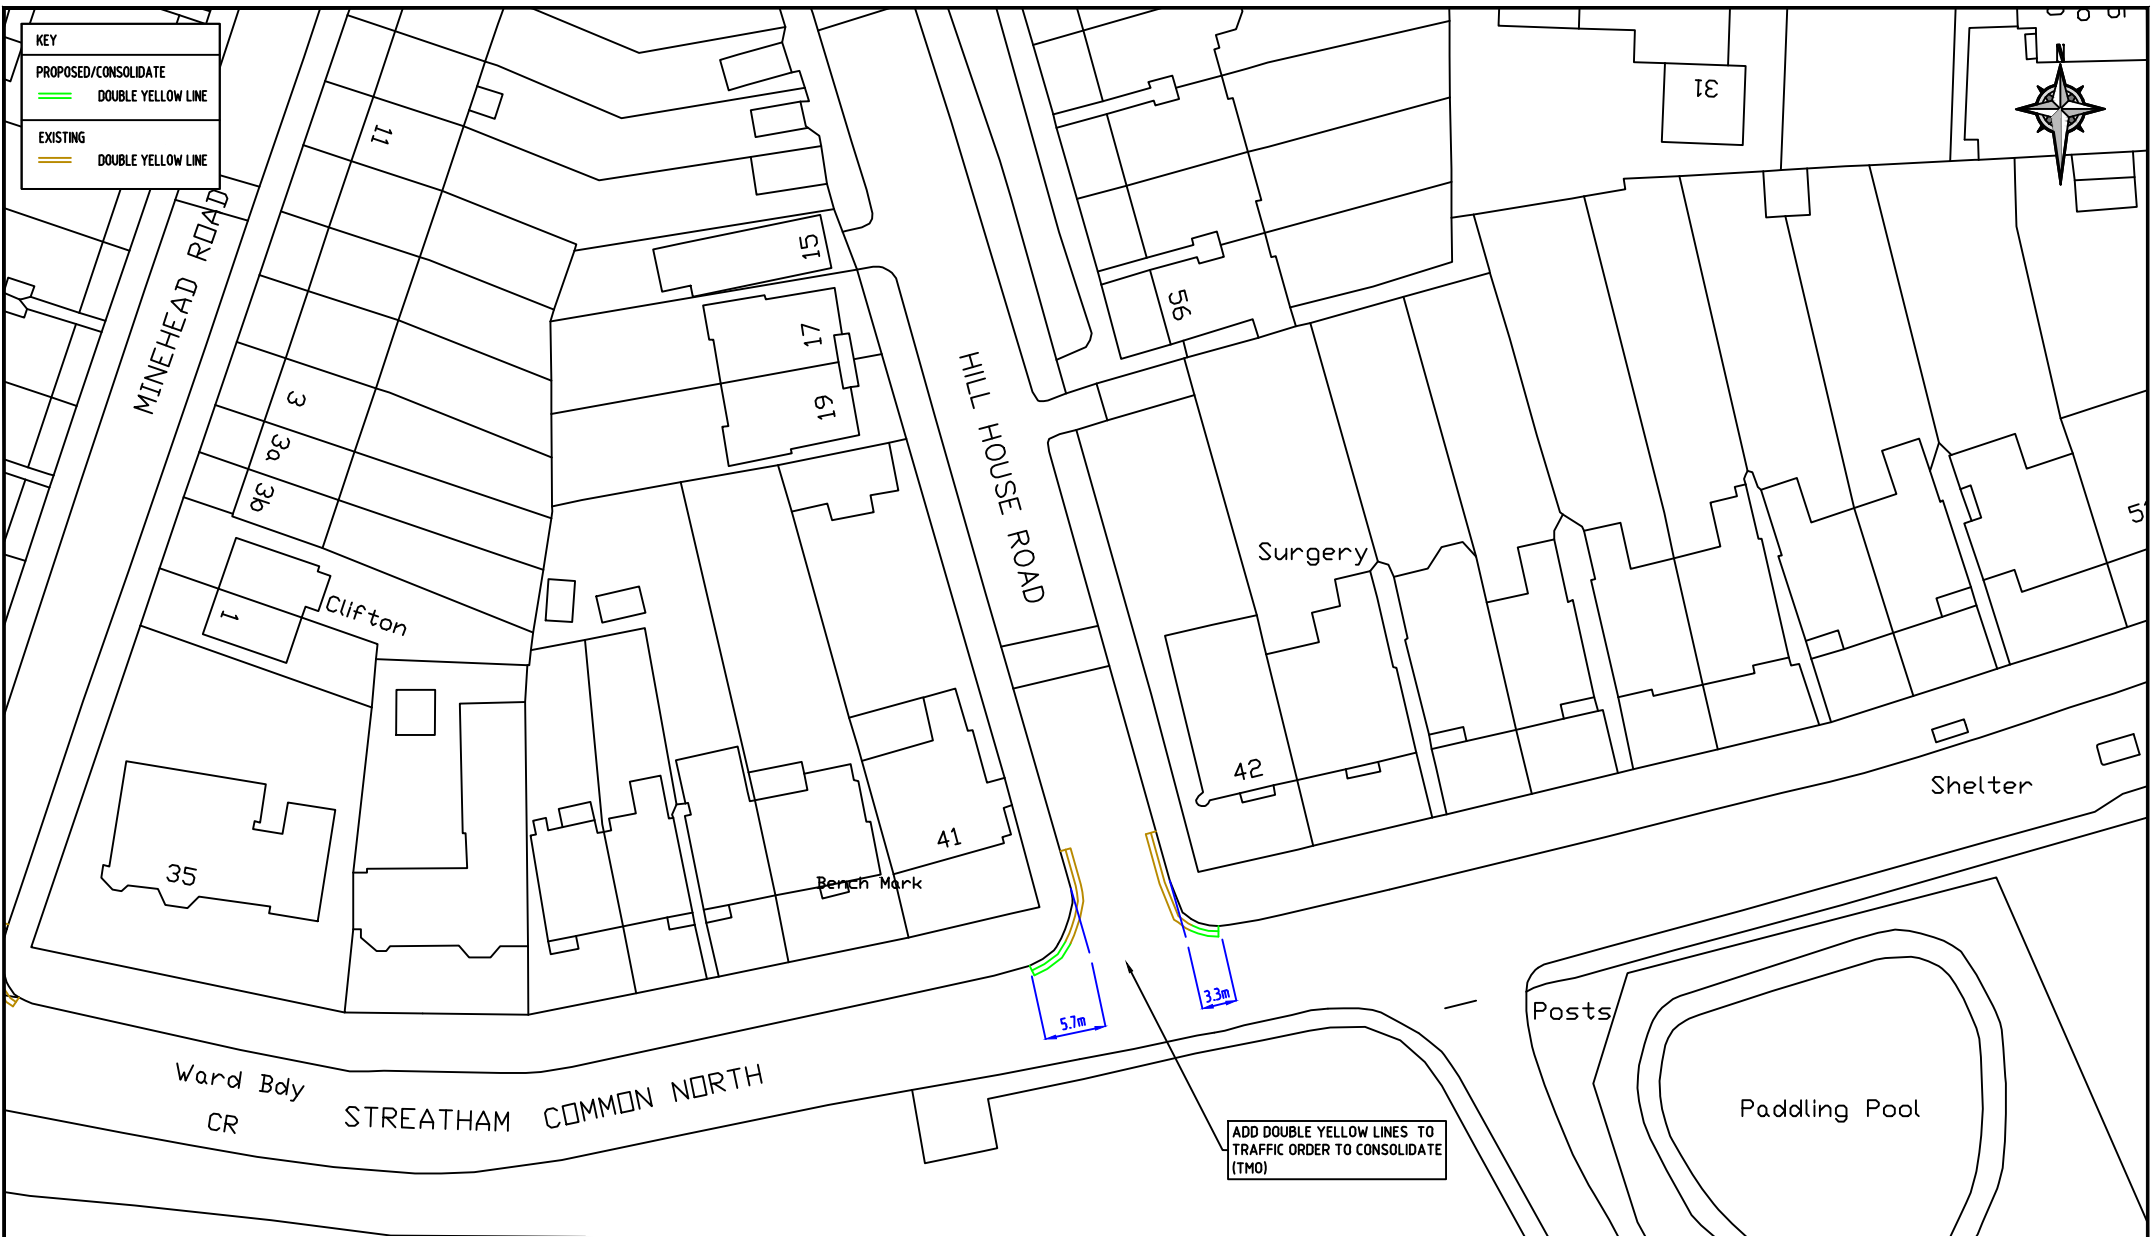 KEY
PROPOSED/CONSOLIDATE
DOUBLE YELLOW LINE
EXISTING
DOUBLE YELLOW LINE
N
31
11
MINEHEAD ROAD
15
17
19
56
HILL HOUSE ROAD
3
3a
3b
1
Clifton
Surgery
42
41
35
Bench Mark
Shelter
5.7m
3.3m
Posts
Paddling Pool
Ward Bdy
CR
STREATHAM COMMON NORTH
ADD DOUBLE YELLOW LINES TO
TRAFFIC ORDER TO CONSOLIDATE
(TMO)